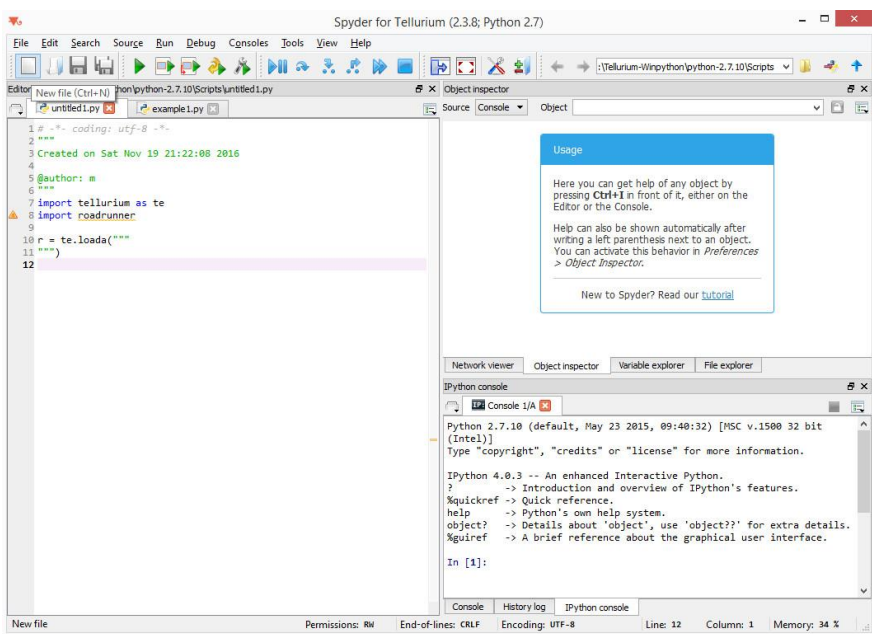 Spyder for Tellurium (2.3.8; Python 2.7)
File Edit Search Source Run Debug Consoles Tools View Help
:\Tellurium-Winpython\python-2.7.10\Scripts
Editor
hon\python-2.7.10\Scripts\untitled1.py
New file (Ctrl+N)
untitled1.py example1.py
1 # -*- coding: utf-8 -*-
2 """
3 Created on Sat Nov 19 21:22:08 2016
4
5 @author: m
6 """
7 import tellurium as te
8 import roadrunner
9
10 r = te.loada("""
11 """)
12
Object inspector
Source Console Object
Usage
Here you can get help of any object by
pressing Ctrl+I in front of it, either on the
Editor or the Console.
Help can also be shown automatically after
writing a left parenthesis next to an object.
You can activate this behavior in Preferences
> Object Inspector.
New to Spyder? Read our tutorial
Network viewer Object inspector Variable explorer File explorer
IPython console
Console 1/A
Python 2.7.10 (default, May 23 2015, 09:40:32) [MSC v.1500 32 bit
(Intel)]
Type "copyright", "credits" or "license" for more information.
IPython 4.0.3 -- An enhanced Interactive Python.
? -> Introduction and overview of IPython's features.
%quickref -> Quick reference.
help -> Python's own help system.
object? -> Details about 'object', use 'object??' for extra details.
%guiref -> A brief reference about the graphical user interface.
In [1]:
Console History log IPython console
New file Permissions: RW End-of-lines: CRLF Encoding: UTF-8 Line: 12 Column: 1 Memory: 34 %